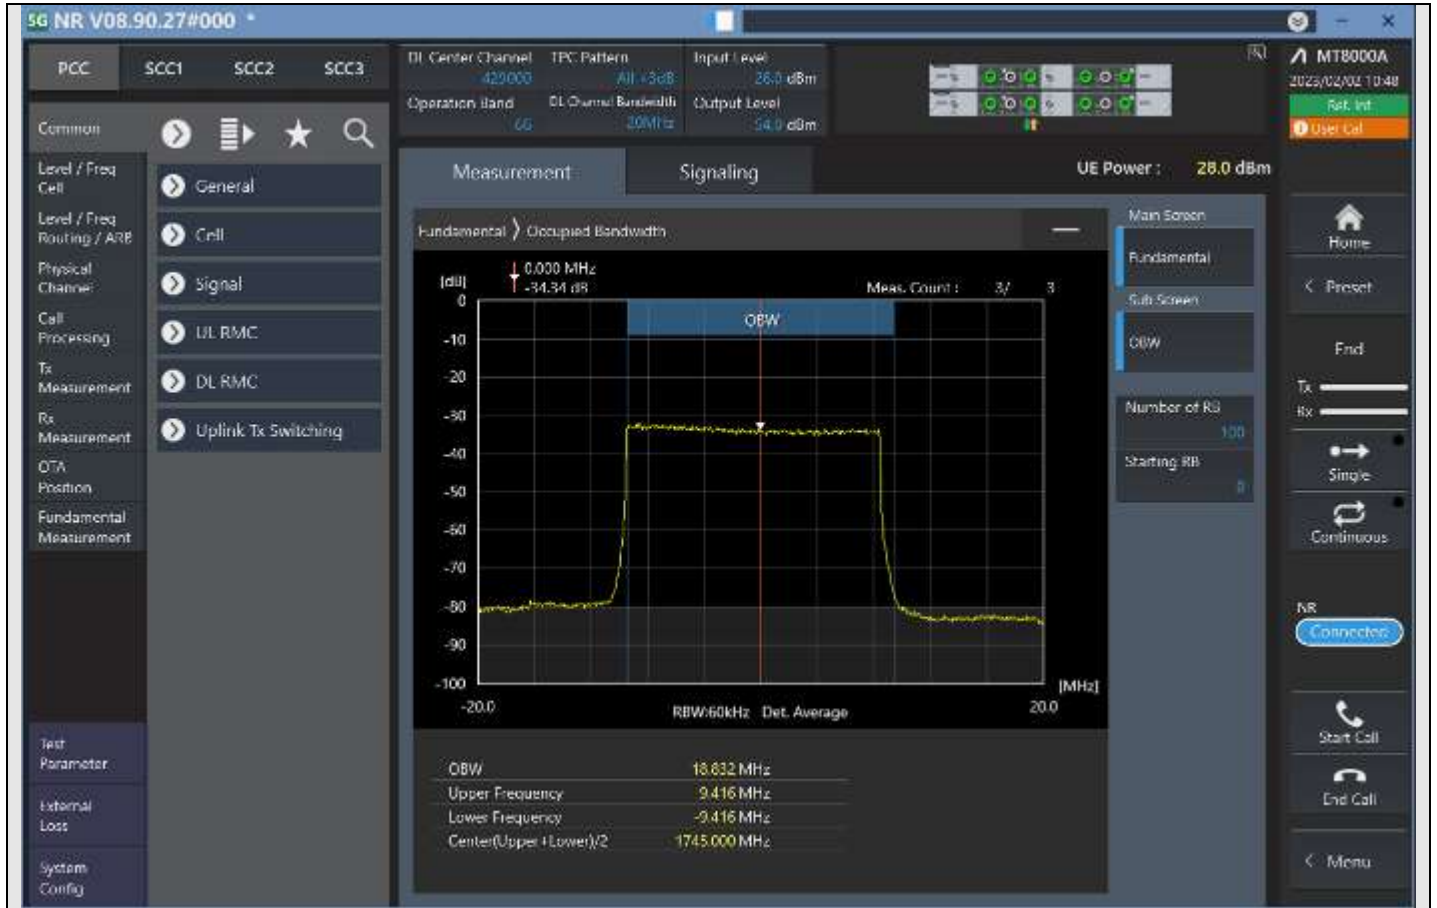 5G NR V08.90.27#000 *
PCC SCC1 SCC2 SCC3
DL Center Channel 429000
TPC Pattern All +3dB
Input Level 28.0 dBm
Operation Band 66
DL Channel Bandwidth 20MHz
Output Level -54.0 dBm
MT8000A
2023/02/02 10:48
Ref. Int
User Cal
Common
Level / Freq
Cell
Level / Freq
Routing / ARB
Physical
Channel
Call
Processing
Tx
Measurement
Rx
Measurement
OTA
Position
Fundamental
Measurement
Test
Parameter
External
Loss
System
Config
General
Cell
Signal
UL RMC
DL RMC
Uplink Tx Switching
Measurement Signaling
UE Power : 28.0 dBm
Fundamental > Occupied Bandwidth
[dB]
0.000 MHz
-34.34 dB
Meas. Count : 3/ 3
OBW
0
-10
-20
-30
-40
-50
-60
-70
-80
-90
-100
-20.0
20.0
[MHz]
RBW:60kHz Det. Average
OBW 18.832 MHz
Upper Frequency 9.416 MHz
Lower Frequency -9.416 MHz
Center(Upper+Lower)/2 1745.000 MHz
Main Screen
Fundamental
Sub Screen
OBW
Number of RB
100
Starting RB
0
Home
< Preset
End
Tx
Rx
Single
Continuous
NR
Connected
Start Call
End Call
< Menu